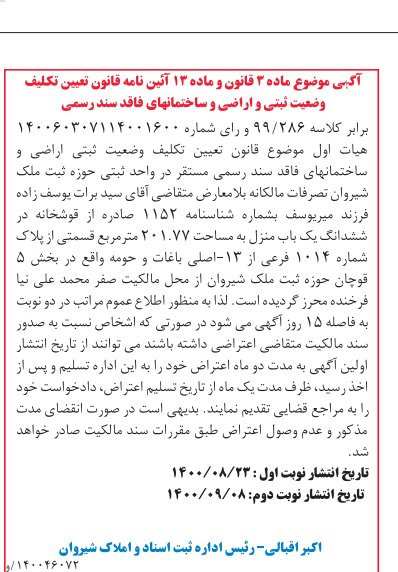 آگهی موضوع ماده ۳ قانون و ماده ۱۳ آئین نامه قانون تعیین تکلیف
وضعیت ثبتی و اراضی و ساختمانهای فاقد سند رسمی
برابر کلاسه ۹۹/۲۸۶ و رای شماره ۱۴۰۰۶۰۳۰۷۱۱۴۰۰۱۶۰۰
هیات اول موضوع قانون تعیین تکلیف وضعیت ثبتی اراضی و
ساختمانهای فاقد سند رسمی مستقر در واحد ثبتی حوزه ثبت ملک
شیروان تصرفات مالکانه بلامعارض متقاضی آقای سید برات یوسف زاده
فرزند میریوسف بشماره شناسنامه ۱۱۵۲ صادره از قوشخانه در
ششدانگ یک باب منزل به مساحت ۲۰۱.۷۷ مترمربع قسمتی از پلاک
شماره ۱۰۱۴ فرعی از ۱۳-اصلی باغات و حومه واقع در بخش ۵
قوچان حوزه ثبت ملک شیروان از محل مالکیت صفر محمد علی نیا
فرخنده محرز گردیده است. لذا به منظور اطلاع عموم مراتب در دو نوبت
به فاصله ۱۵ روز آگهی می شود در صورتی که اشخاص نسبت به صدور
سند مالکیت متقاضی اعتراضی داشته باشند می توانند از تاریخ انتشار
اولین آگهی به مدت دو ماه اعتراض خود را به این اداره تسلیم و پس از
اخذ رسید، ظرف مدت یک ماه از تاریخ تسلیم اعتراض، دادخواست خود
را به مراجع قضایی تقدیم نمایند. بدیهی است در صورت انقضای مدت
مذکور و عدم وصول اعتراض طبق مقررات سند مالکیت صادر خواهد
شد.
تاریخ انتشار نوبت اول : ۱۴۰۰/۰۸/۲۳
تاریخ انتشار نوبت دوم: ۱۴۰۰/۰۹/۰۸
اکبر اقبالی- رئیس اداره ثبت اسناد و املاک شیروان
۱۴۰۰۴۶۰۷۲/و